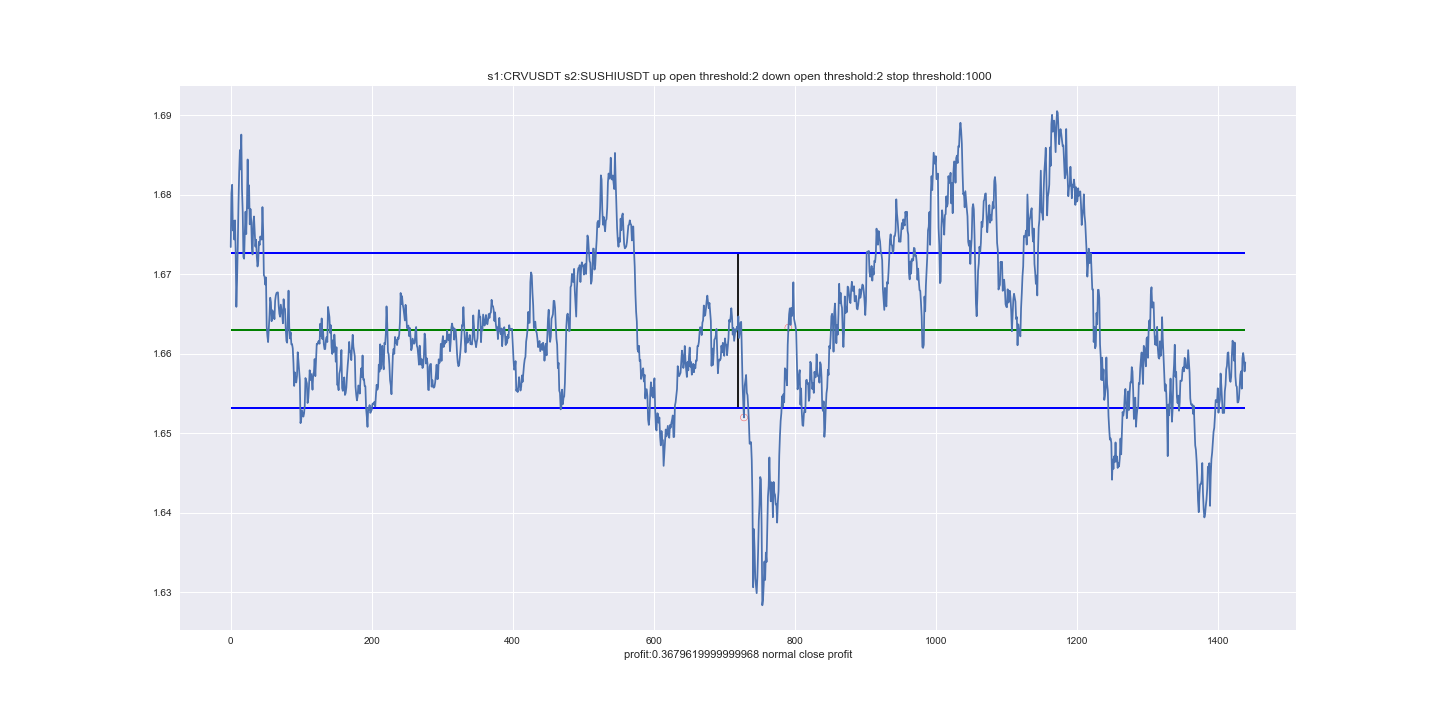 s1:CRVUSDT s2:SUSHIUSDT up open threshold:2 down open threshold:2 stop threshold:1000
1.69
1.68
1.67
1.66
1.65
1.64
1.63
0 200 400 600 800 1000 1200 1400
profit:0.3679619999999968 normal close profit